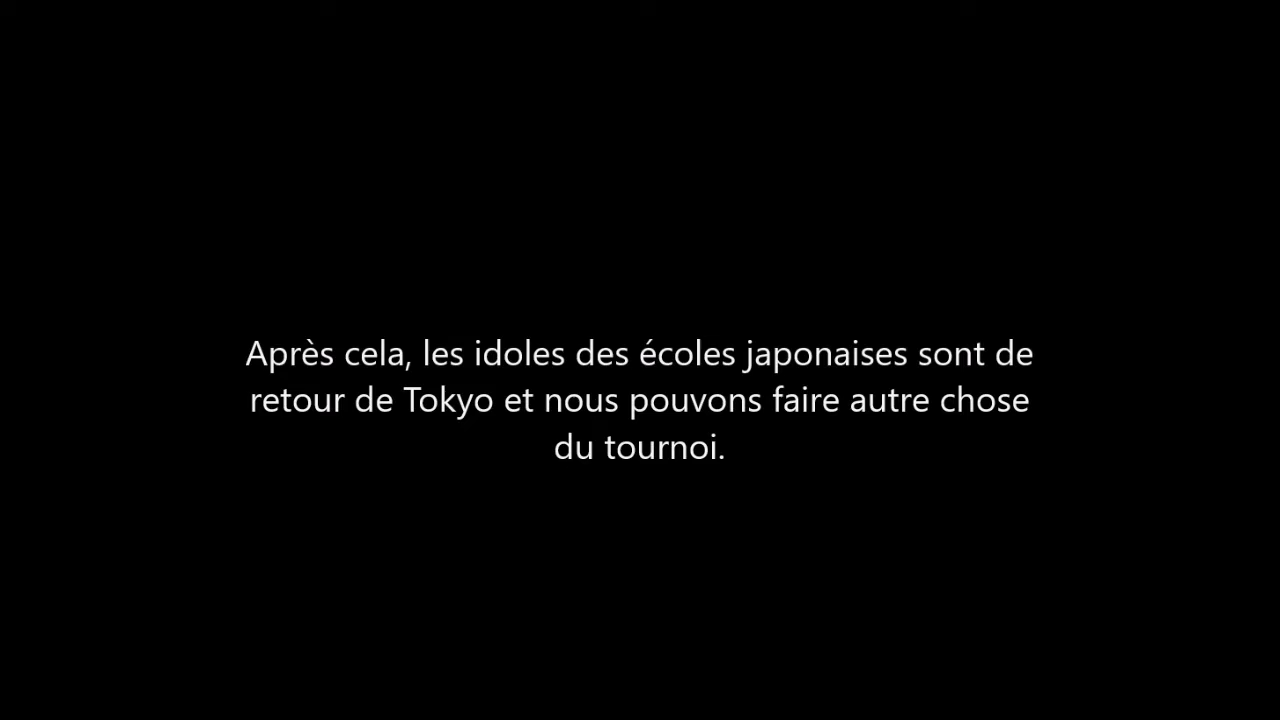 Après cela, les idoles des écoles japonaises sont de
retour de Tokyo et nous pouvons faire autre chose
du tournoi.